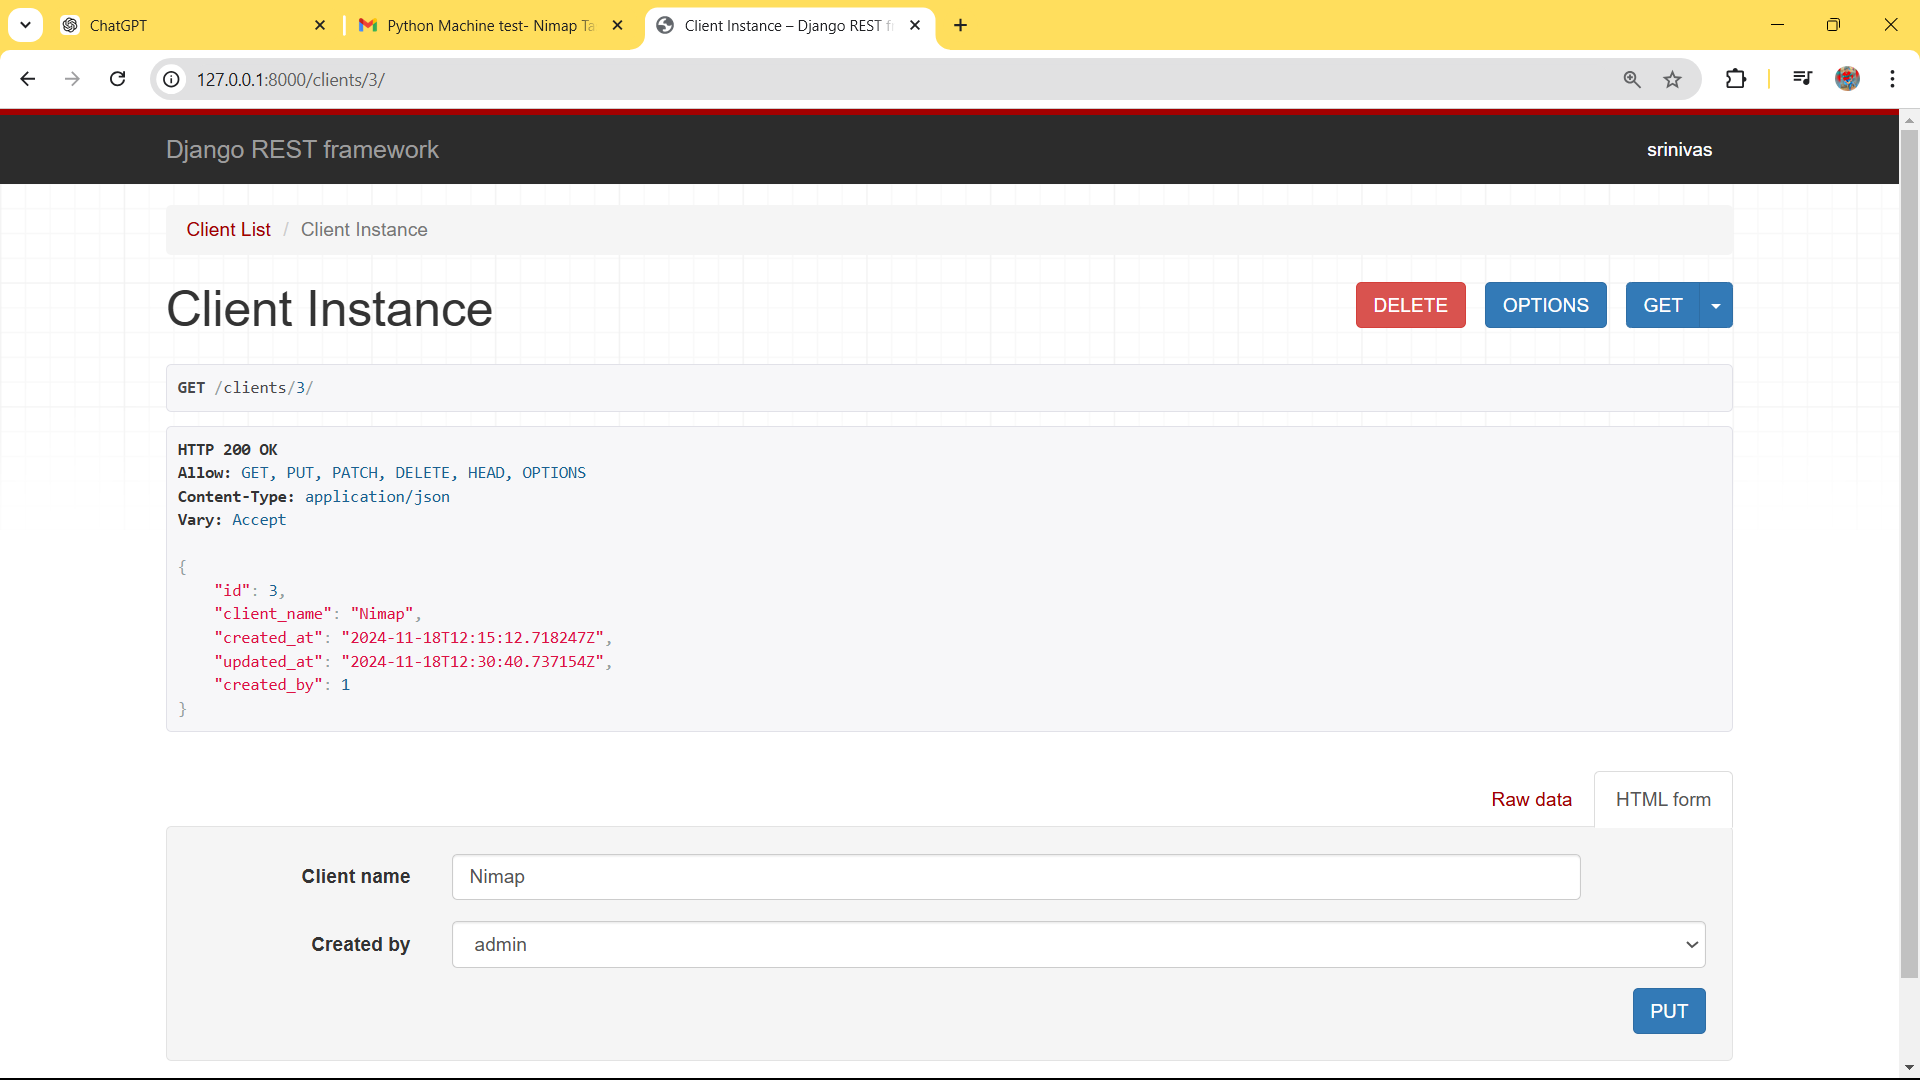 ChatGPT
Python Machine test- Nimap Ta
Client Instance – Django REST f
127.0.0.1:8000/clients/3/
Django REST framework
srinivas
Client List / Client Instance
Client Instance
DELETE
OPTIONS
GET
GET /clients/3/
HTTP 200 OK
Allow: GET, PUT, PATCH, DELETE, HEAD, OPTIONS
Content-Type: application/json
Vary: Accept
{
    "id": 3,
    "client_name": "Nimap",
    "created_at": "2024-11-18T12:15:12.718247Z",
    "updated_at": "2024-11-18T12:30:40.737154Z",
    "created_by": 1
}
Raw data
HTML form
Client name
Nimap
Created by
admin
PUT